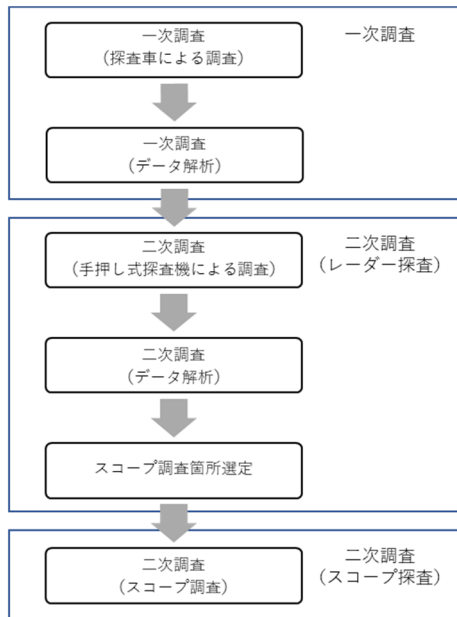 一次調査
(探査車による調査)
一次調査
一次調査
(データ解析)
二次調査
(手押し式探査機による調査)
二次調査
(レーダー探査)
二次調査
(データ解析)
スコープ調査箇所選定
二次調査
(スコープ調査)
二次調査
(スコープ探査)